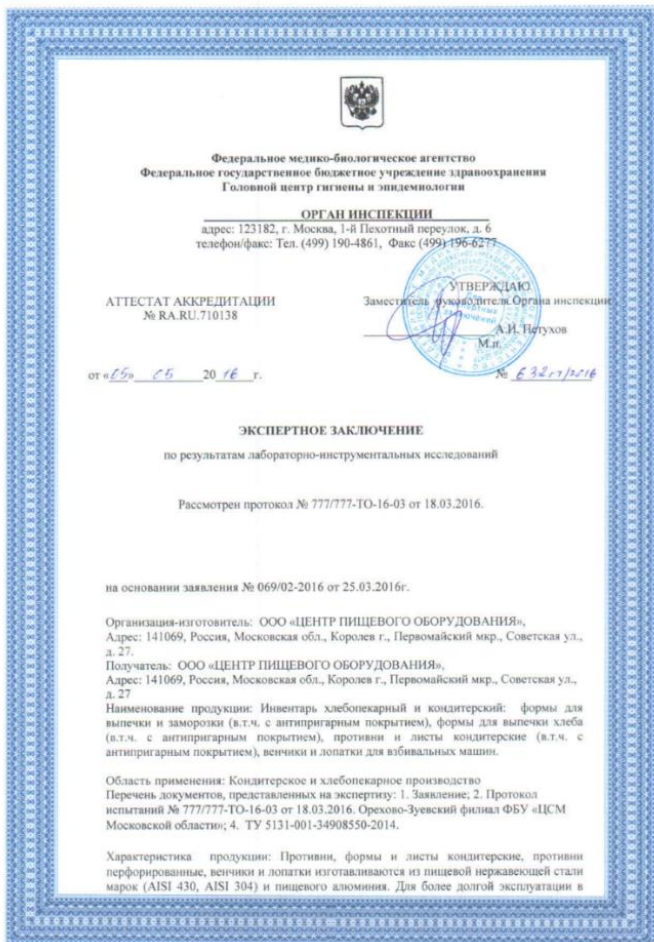 Федеральное медико-биологическое агентство
Федеральное государственное бюджетное учреждение здравоохранения
Головной центр гигиены и эпидемиологии
ОРГАН ИНСПЕКЦИИ
адрес: 123182, г. Москва, 1-й Пехотный переулок, д. 6
телефон/факс: Тел. (499) 190-4861, Факс (499) 196-6277
УТВЕРЖДАЮ
АТТЕСТАТ АККРЕДИТАЦИИ
Заместитель руководителя Органа инспекции
№ RA.RU.710138
А.И. Петухов
М.п.
от «05» 05 2016 г.
№ 632гт/2016
ЭКСПЕРТНОЕ ЗАКЛЮЧЕНИЕ
по результатам лабораторно-инструментальных исследований
Рассмотрен протокол № 777/777-ТО-16-03 от 18.03.2016.
на основании заявления № 069/02-2016 от 25.03.2016г.
Организация-изготовитель: ООО «ЦЕНТР ПИЩЕВОГО ОБОРУДОВАНИЯ»,
Адрес: 141069, Россия, Московская обл., Королев г., Первомайский мкр., Советская ул.,
д. 27.
Получатель: ООО «ЦЕНТР ПИЩЕВОГО ОБОРУДОВАНИЯ»,
Адрес: 141069, Россия, Московская обл., Королев г., Первомайский мкр., Советская ул.,
д. 27
Наименование продукции: Инвентарь хлебопекарный и кондитерский: формы для
выпечки и заморозки (в.т.ч. с антипригарным покрытием), формы для выпечки хлеба
(в.т.ч. с антипригарным покрытием), противни и листы кондитерские (в.т.ч. с
антипригарным покрытием), венчики и лопатки для взбивальных машин.
Область применения: Кондитерское и хлебопекарное производство
Перечень документов, представленных на экспертизу: 1. Заявление; 2. Протокол
испытаний № 777/777-ТО-16-03 от 18.03.2016. Орехово-Зуевский филиал ФБУ «ЦСМ
Московской области»; 4. ТУ 5131-001-34908550-2014.
Характеристика продукции: Противни, формы и листы кондитерские, противни
перфорированные, венчики и лопатки изготавливаются из пищевой нержавеющей стали
марок (AISI 430, AISI 304) и пищевого алюминия. Для более долгой эксплуатации в